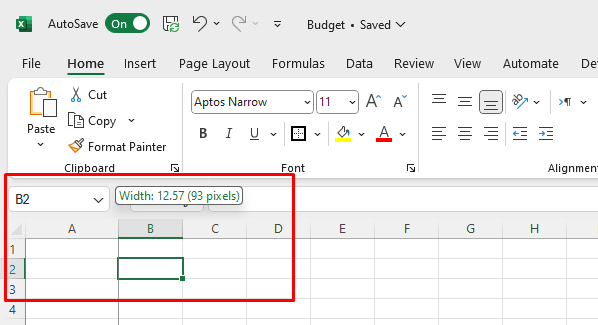 AutoSave On Budget • Saved
File Home Insert Page Layout Formulas Data Review View Automate Dev
Cut
Aptos Narrow 11
Copy
Paste
B I U A
Format Painter
Clipboard Font Alignment
B2 Width: 12.57 (93 pixels)
A B C D E F G H
1
2
3
4